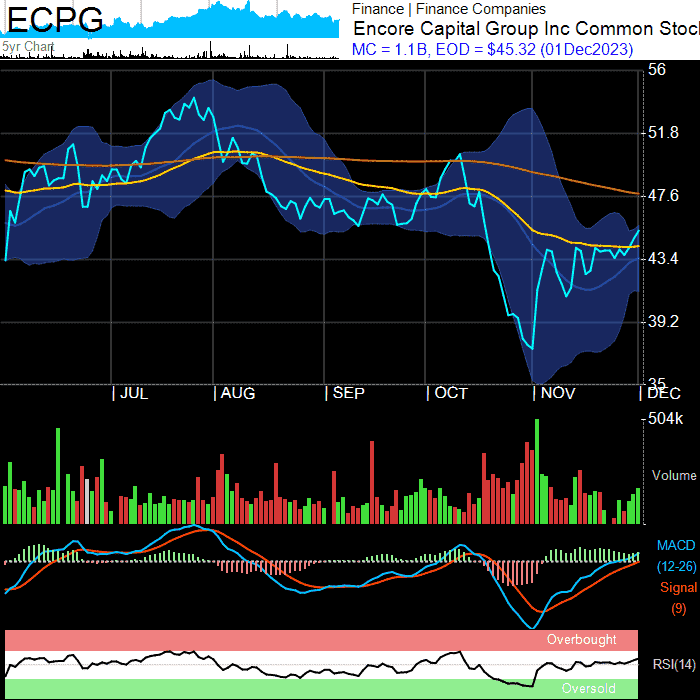 ECPG
5yr Chart
Finance | Finance Companies
Encore Capital Group Inc Common Stoc
MC = 1.1B, EOD = $45.32 (01Dec2023)
56
51.8
47.6
43.4
39.2
35
JUL AUG SEP OCT NOV DEC
504k
Volume
MACD
(12-26)
Signal
(9)
Overbought
RSI(14)
Oversold